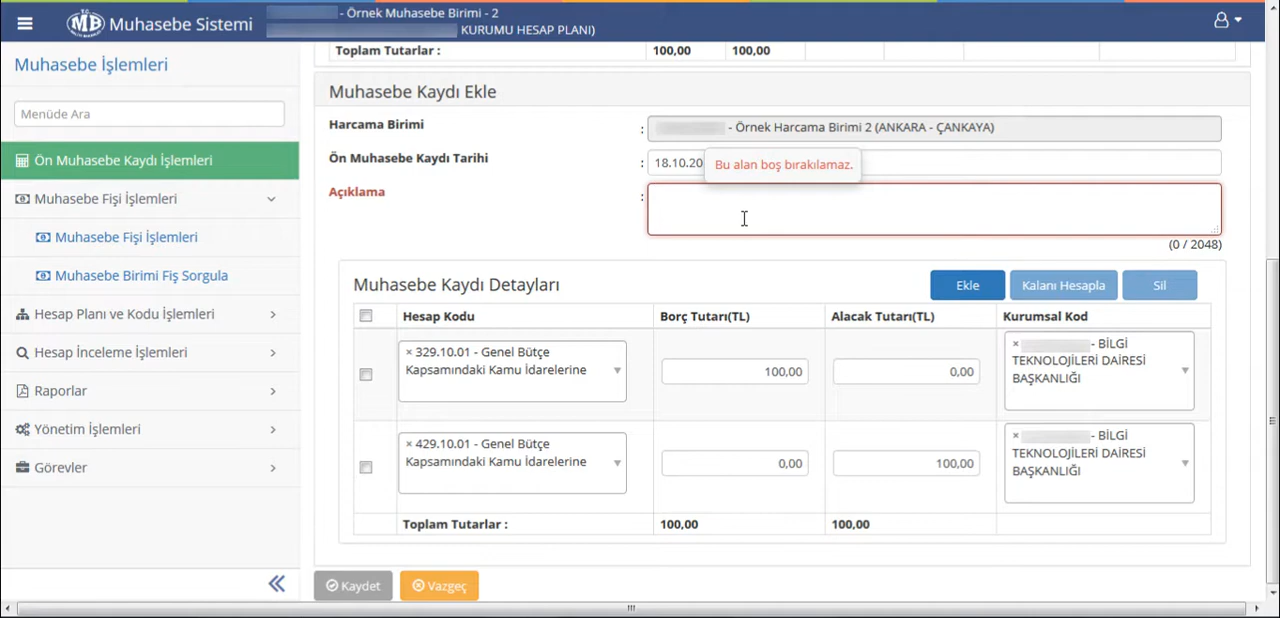 MB Muhasebe Sistemi
- Örnek Muhasebe Birimi - 2
KURUMU HESAP PLANI)
Muhasebe İşlemleri
Menüde Ara
Ön Muhasebe Kaydı İşlemleri
Muhasebe Fişi İşlemleri
Muhasebe Fişi İşlemleri
Muhasebe Birimi Fiş Sorgula
Hesap Planı ve Kodu İşlemleri
Hesap İnceleme İşlemleri
Raporlar
Yönetim İşlemleri
Görevler
Toplam Tutarlar : 100,00 100,00
Muhasebe Kaydı Ekle
Harcama Birimi : - Örnek Harcama Birimi 2 (ANKARA - ÇANKAYA)
Ön Muhasebe Kaydı Tarihi : 18.10.20
Bu alan boş bırakılamaz.
Açıklama :
(0 / 2048)
Muhasebe Kaydı Detayları Ekle Kalanı Hesapla Sil
Hesap Kodu Borç Tutarı(TL) Alacak Tutarı(TL) Kurumsal Kod
× 329.10.01 - Genel Bütçe
Kapsamındaki Kamu İdarelerine
100,00 0,00
× - BİLGİ
TEKNOLOJİLERİ DAİRESİ
BAŞKANLIĞI
× 429.10.01 - Genel Bütçe
Kapsamındaki Kamu İdarelerine
0,00 100,00
× - BİLGİ
TEKNOLOJİLERİ DAİRESİ
BAŞKANLIĞI
Toplam Tutarlar : 100,00 100,00
Kaydet Vazgeç